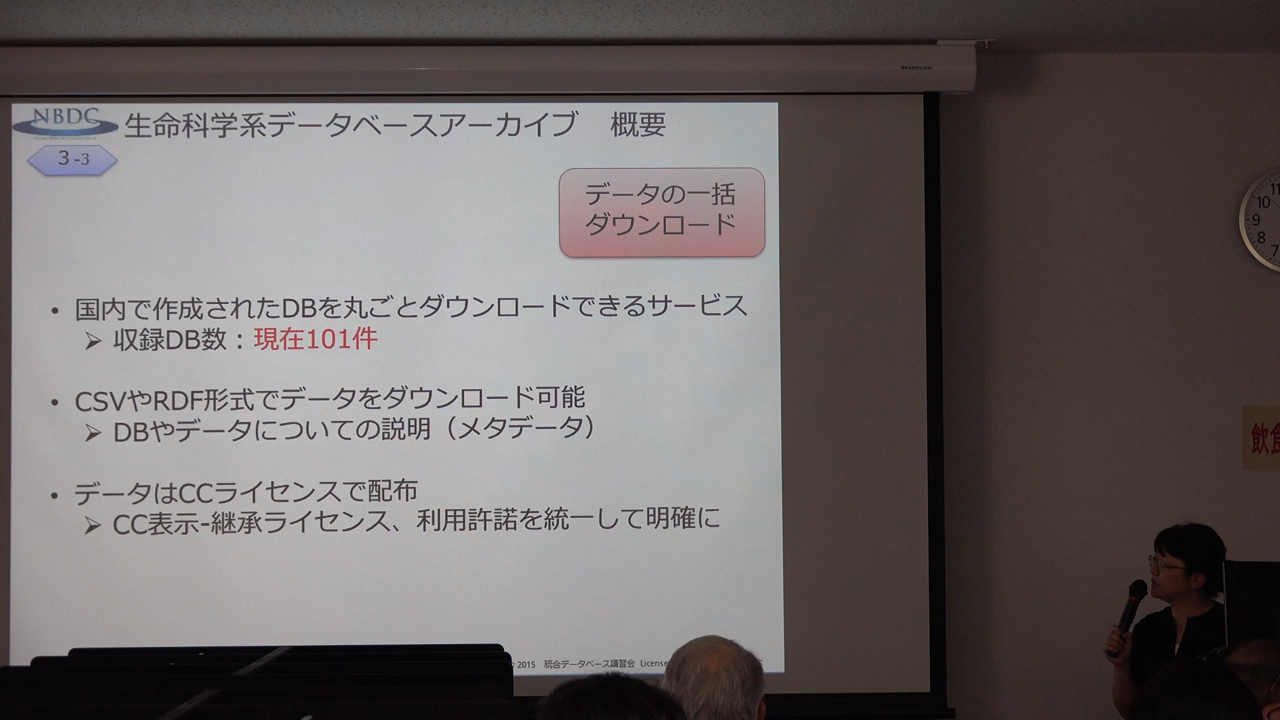 NBDC
生命科学系データベースアーカイブ 概要
3-3
データの一括
ダウンロード
• 国内で作成されたDBを丸ごとダウンロードできるサービス
➢ 収録DB数:現在101件
• CSVやRDF形式でデータをダウンロード可能
➢ DBやデータについての説明(メタデータ)
• データはCCライセンスで配布
➢ CC表示-継承ライセンス、利用許諾を統一して明確に
2015 統合データベース講習会 License
11
10
9
8
7
飲食